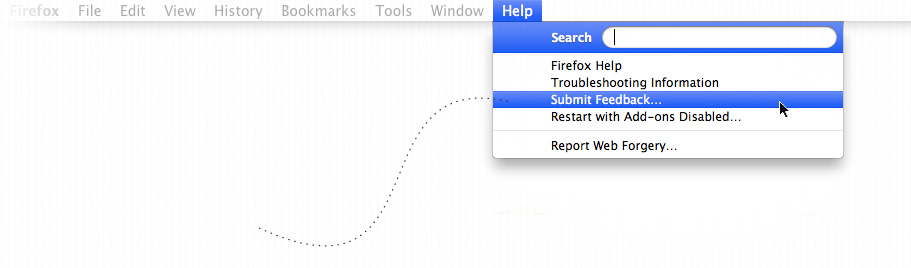 Firefox File Edit View History Bookmarks Tools Window Help
Search
Firefox Help
Troubleshooting Information
Submit Feedback...
Restart with Add-ons Disabled...
Report Web Forgery...